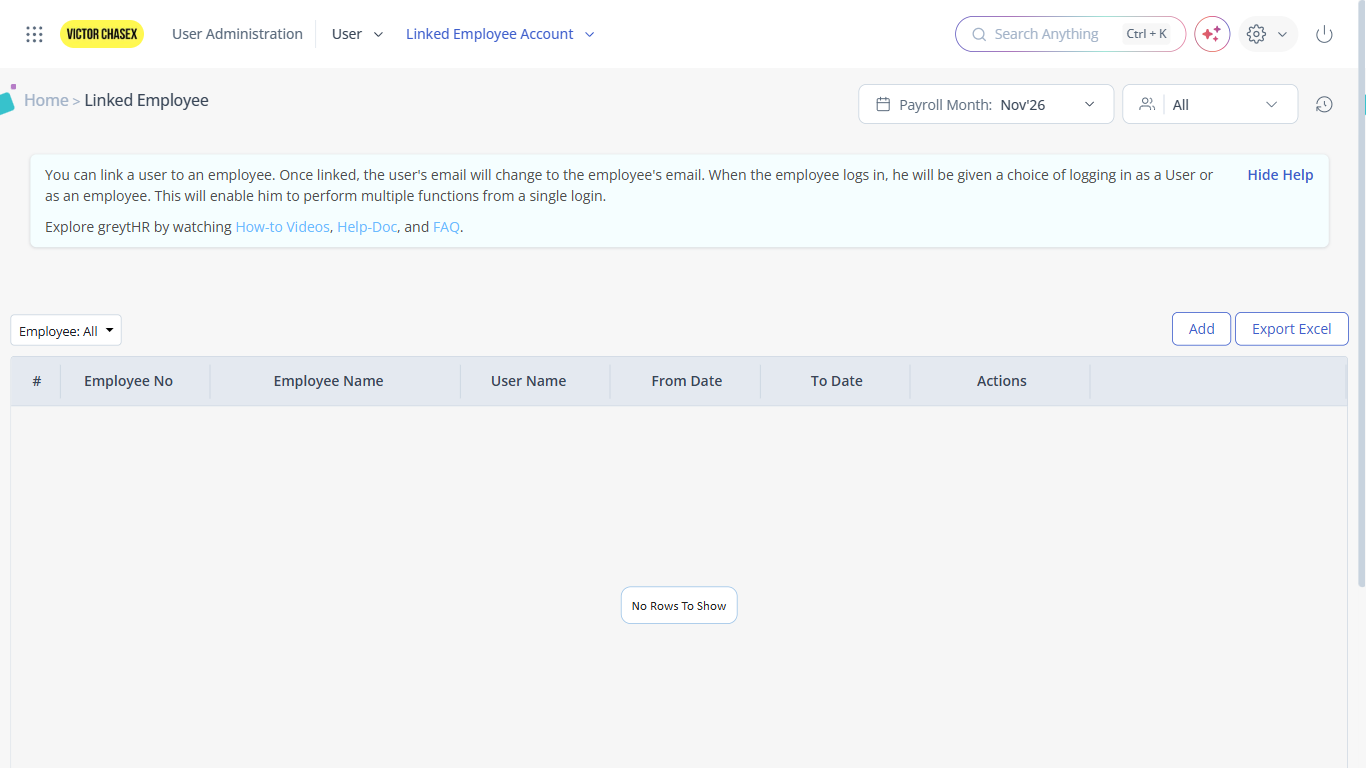 VICTOR CHASEX
User Administration
User
Linked Employee Account
Search Anything
Ctrl + K
Home > Linked Employee
Payroll Month: Nov'26
All
You can link a user to an employee. Once linked, the user's email will change to the employee's email. When the employee logs in, he will be given a choice of logging in as a User or
as an employee. This will enable him to perform multiple functions from a single login.
Hide Help
Explore greytHR by watching How-to Videos, Help-Doc, and FAQ.
Employee: All
Add
Export Excel
# Employee No Employee Name User Name From Date To Date Actions
No Rows To Show